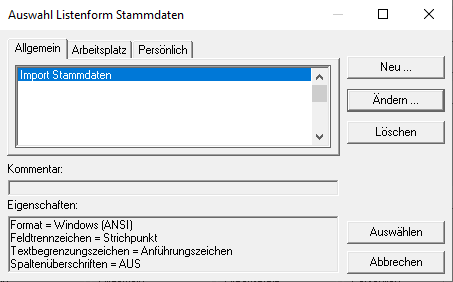 Auswahl Listenform Stammdaten
Allgemein Arbeitsplatz Persönlich
Import Stammdaten
Neu ...
Ändern ...
Löschen
Kommentar:
Eigenschaften:
Format = Windows (ANSI)
Feldtrennzeichen = Strichpunkt
Textbegrenzungszeichen = Anführungszeichen
Spaltenüberschriften = AUS
Auswählen
Abbrechen